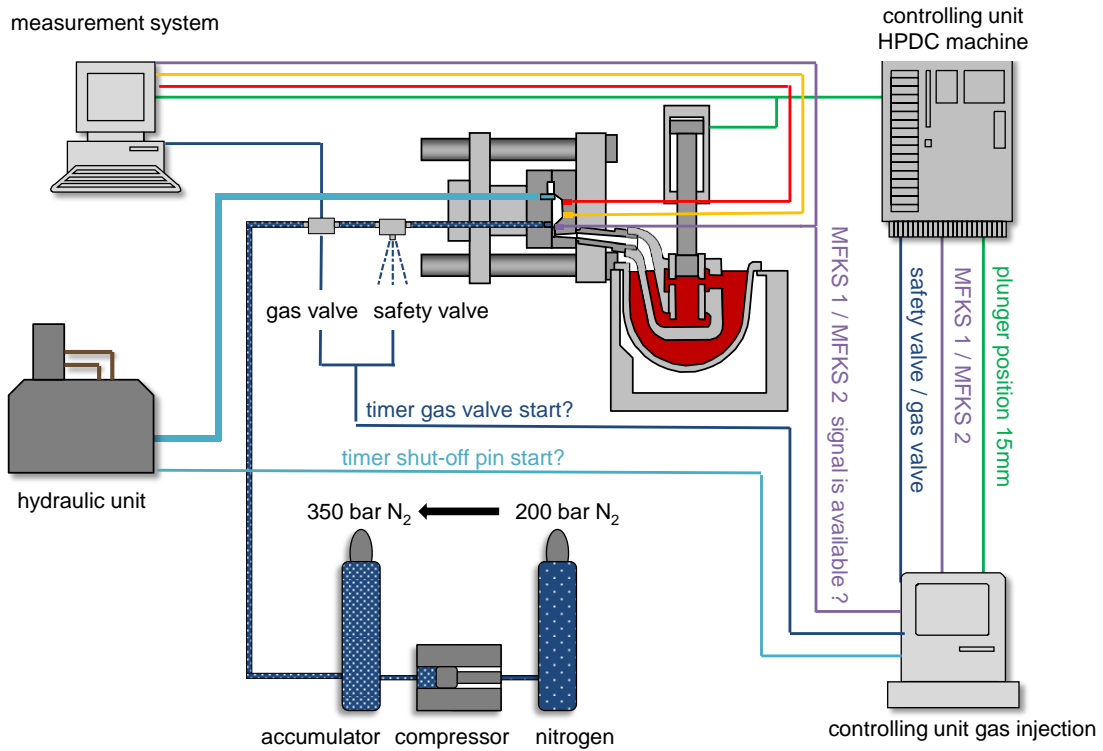 measurement system
controlling unit
HPDC machine
gas valve
safety valve
timer gas valve start?
timer shut-off pin start?
hydraulic unit
350 bar N₂
200 bar N₂
MFKS 1 / MFKS 2 signal is available ?
safety valve / gas valve
MFKS 1 / MFKS 2
plunger position 15mm
accumulator
compressor
nitrogen
controlling unit gas injection